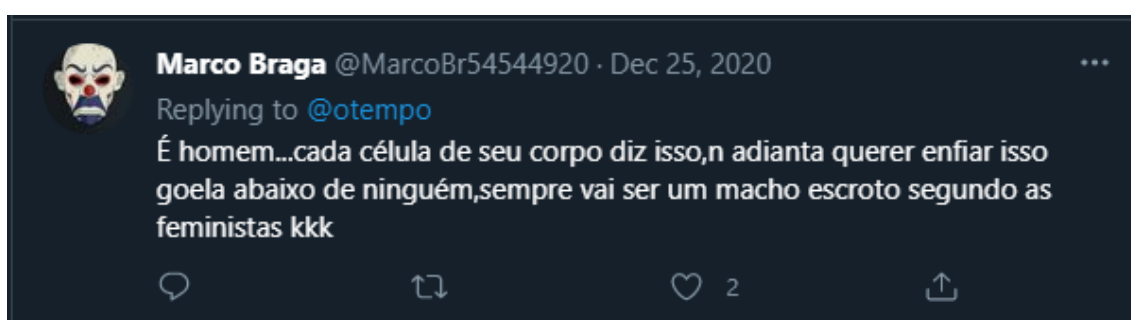 Marco Braga @MarcoBr54544920 · Dec 25, 2020
Replying to @otempo
É homem...cada célula de seu corpo diz isso,n adianta querer enfiar isso
goela abaixo de ninguém,sempre vai ser um macho escroto segundo as
feministas kkk
2